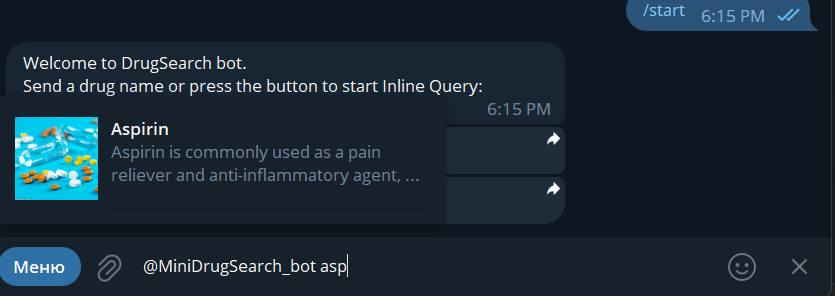 /start 6:15 PM
Welcome to DrugSearch bot.
Send a drug name or press the button to start Inline Query:
6:15 PM
Aspirin
Aspirin is commonly used as a pain
reliever and anti-inflammatory agent, ...
Меню @MiniDrugSearch_bot asp